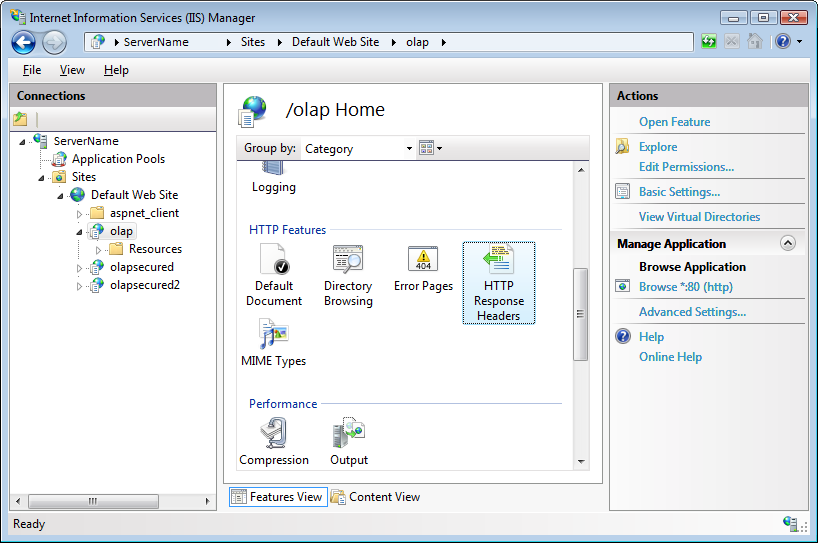 Internet Information Services (IIS) Manager
ServerName Sites Default Web Site olap
File View Help
Connections
ServerName
Application Pools
Sites
Default Web Site
aspnet_client
olap
Resources
olapsecured
olapsecured2
/olap Home
Group by: Category
Logging
HTTP Features
Default Document
Directory Browsing
Error Pages
404
HTTP Response Headers
MIME Types
Performance
Compression
Output
Features View
Content View
Actions
Open Feature
Explore
Edit Permissions...
Basic Settings...
View Virtual Directories
Manage Application
Browse Application
Browse *:80 (http)
Advanced Settings...
Help
Online Help
Ready